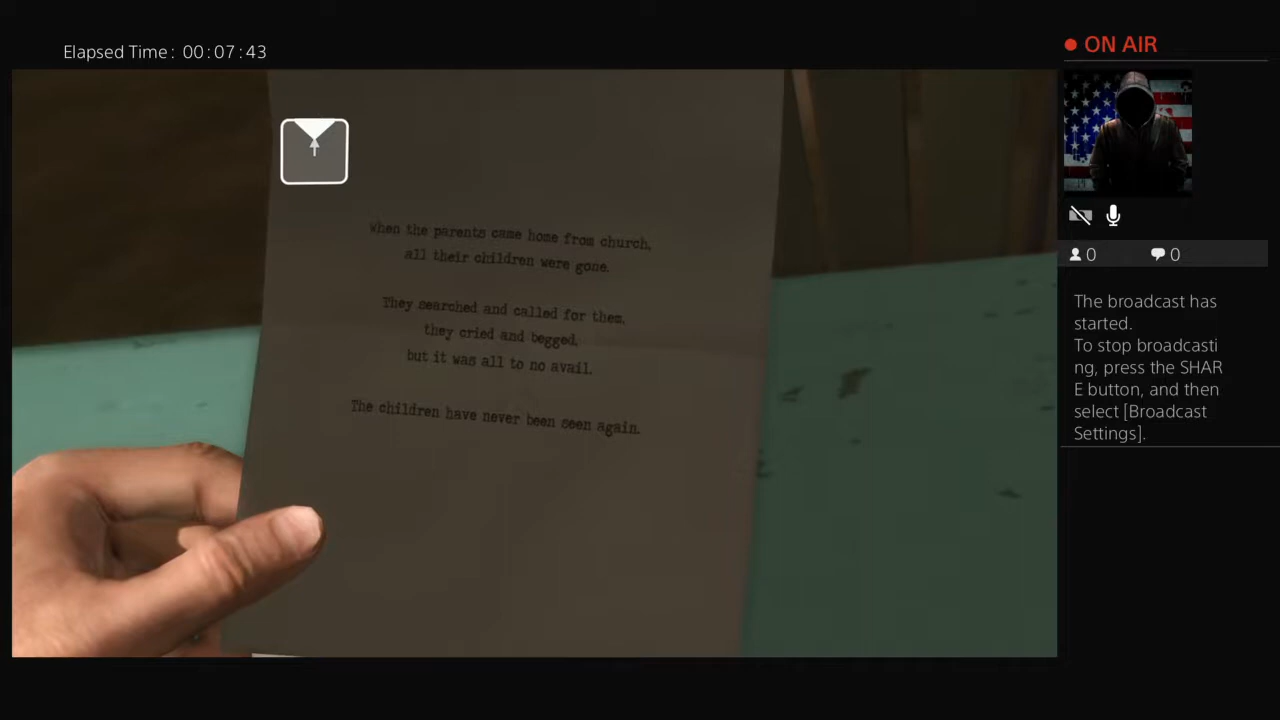 Elapsed Time: 00:07:43
ON AIR
When the parents came home from church,
all their children were gone.
They searched and called for them,
they cried and begged,
but it was all to no avail.
The children have never been seen again.
0
0
The broadcast has
started.
To stop broadcasti
ng, press the SHAR
E button, and then
select [Broadcast
Settings].